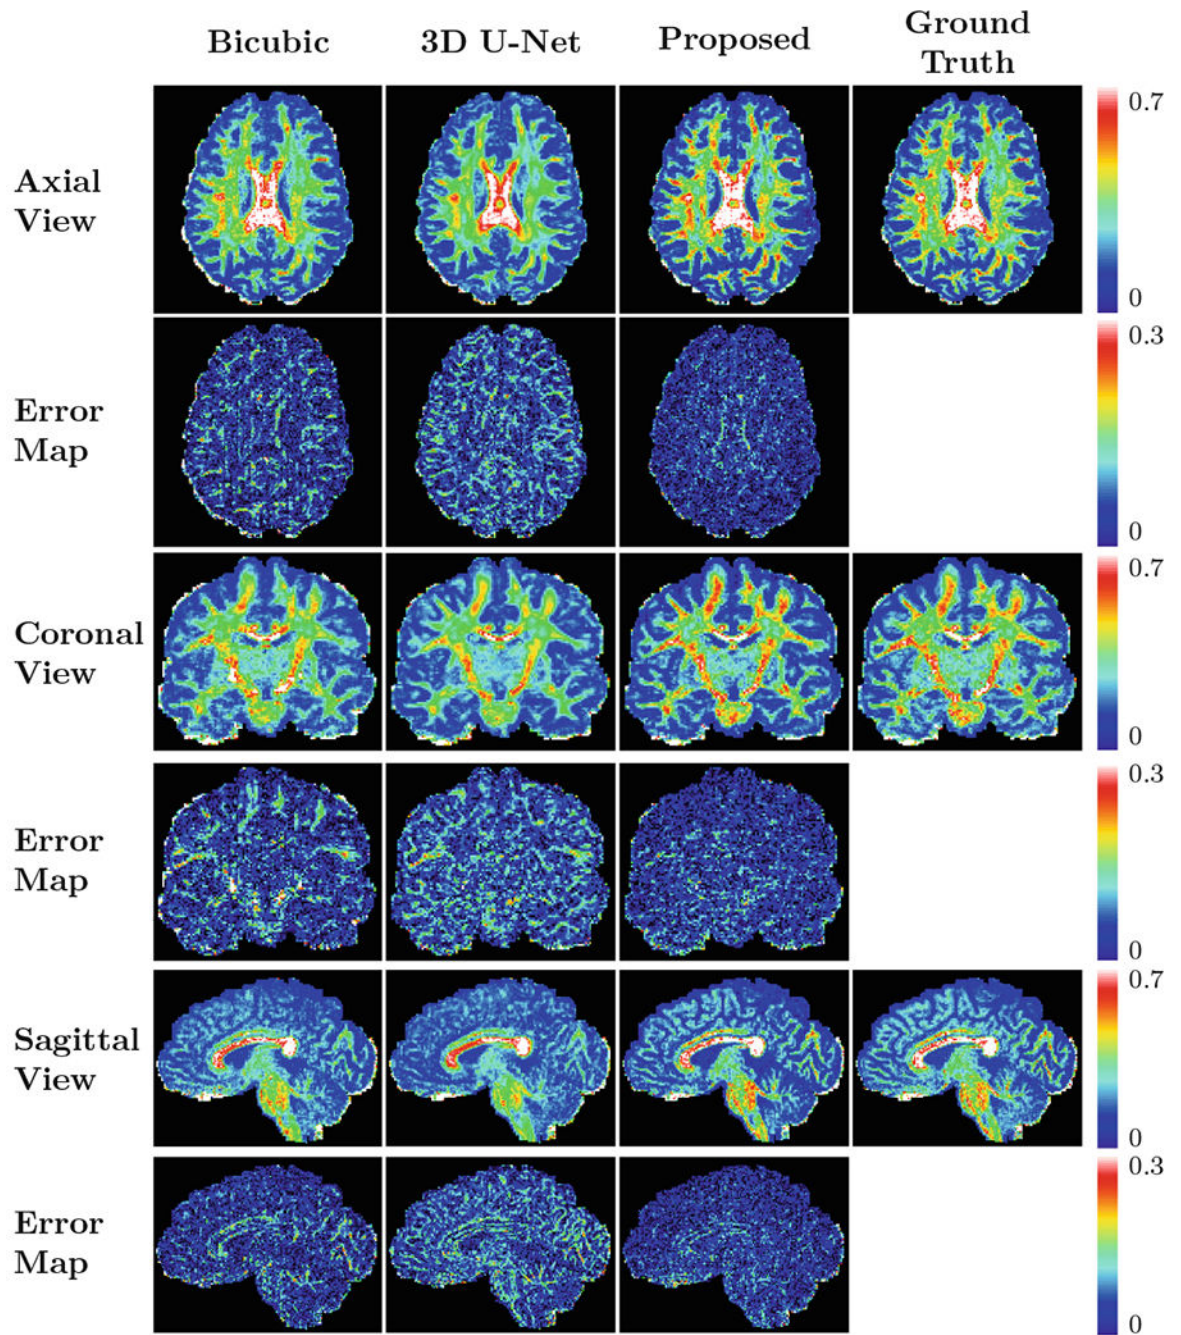 Bicubic
3D U-Net
Proposed
Ground
Truth
Axial
View
0.7
0
Error
Map
0.3
0
Coronal
View
0.7
0
Error
Map
0.3
0
Sagittal
View
0.7
0
Error
Map
0.3
0